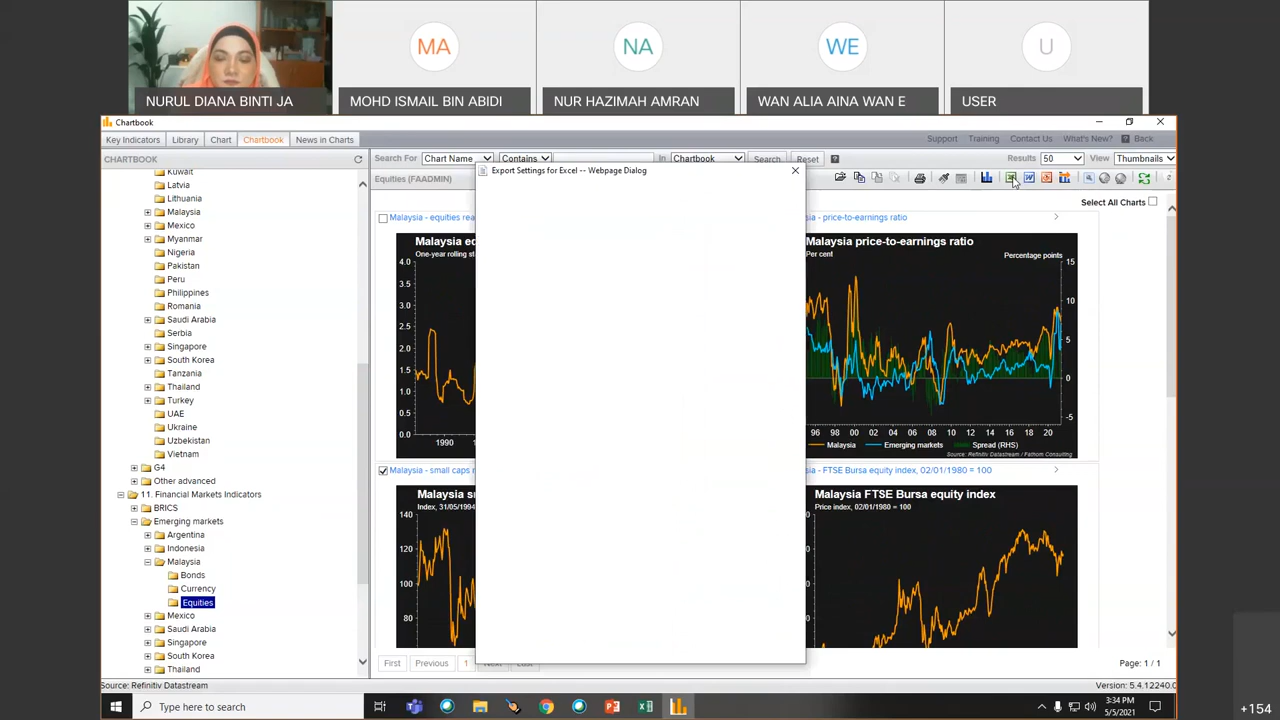 MA
NA
WE
U
NURUL DIANA BINTI JA
MOHD ISMAIL BIN ABIDI
NUR HAZIMAH AMRAN
WAN ALIA AINA WAN E
USER
Chartbook
Key Indicators
Library
Chart
Chartbook
News in Charts
Support
Training
Contact Us
What's New?
Back
CHARTBOOK
Search For
Chart Name
Contains
In
Chartbook
Search
Reset
Results
50
View
Thumbnails
Equities (FAADMIN)
Export Settings for Excel -- Webpage Dialog
Select All Charts
Kuwait
Latvia
Lithuania
Malaysia
Mexico
Myanmar
Nigeria
Pakistan
Peru
Philippines
Romania
Saudi Arabia
Serbia
Singapore
South Korea
Tanzania
Thailand
Turkey
UAE
Ukraine
Uzbekistan
Vietnam
G4
Other advanced
11. Financial Markets Indicators
BRICS
Emerging markets
Argentina
Indonesia
Malaysia
Bonds
Currency
Equities
Mexico
Saudi Arabia
Singapore
South Korea
Thailand
Malaysia - equities rea
Malaysia eq
One-year rolling st
4.0
3.5
3.0
2.5
2.0
1.5
1.0
0.5
0.0
1990
- price-to-earnings ratio
Malaysia price-to-earnings ratio
Per cent
Percentage points
15
10
5
0
-5
96 98 00 02 04 06 08 10 12 14 16 18 20
Malaysia
Emerging markets
Spread (RHS)
Source: Refinitiv Datastream / Fathom Consulting
Malaysia - small caps r
Malaysia sm
Index, 31/05/1994
140
120
100
80
- FTSE Bursa equity index, 02/01/1980 = 100
Malaysia FTSE Bursa equity index
Price index, 02/01/1980 = 100
First
Previous
1
Next
Last
Page: 1 / 1
Source: Refinitiv Datastream
Version: 5.4.12240.0
Type here to search
3:34 PM
5/5/2021
+154